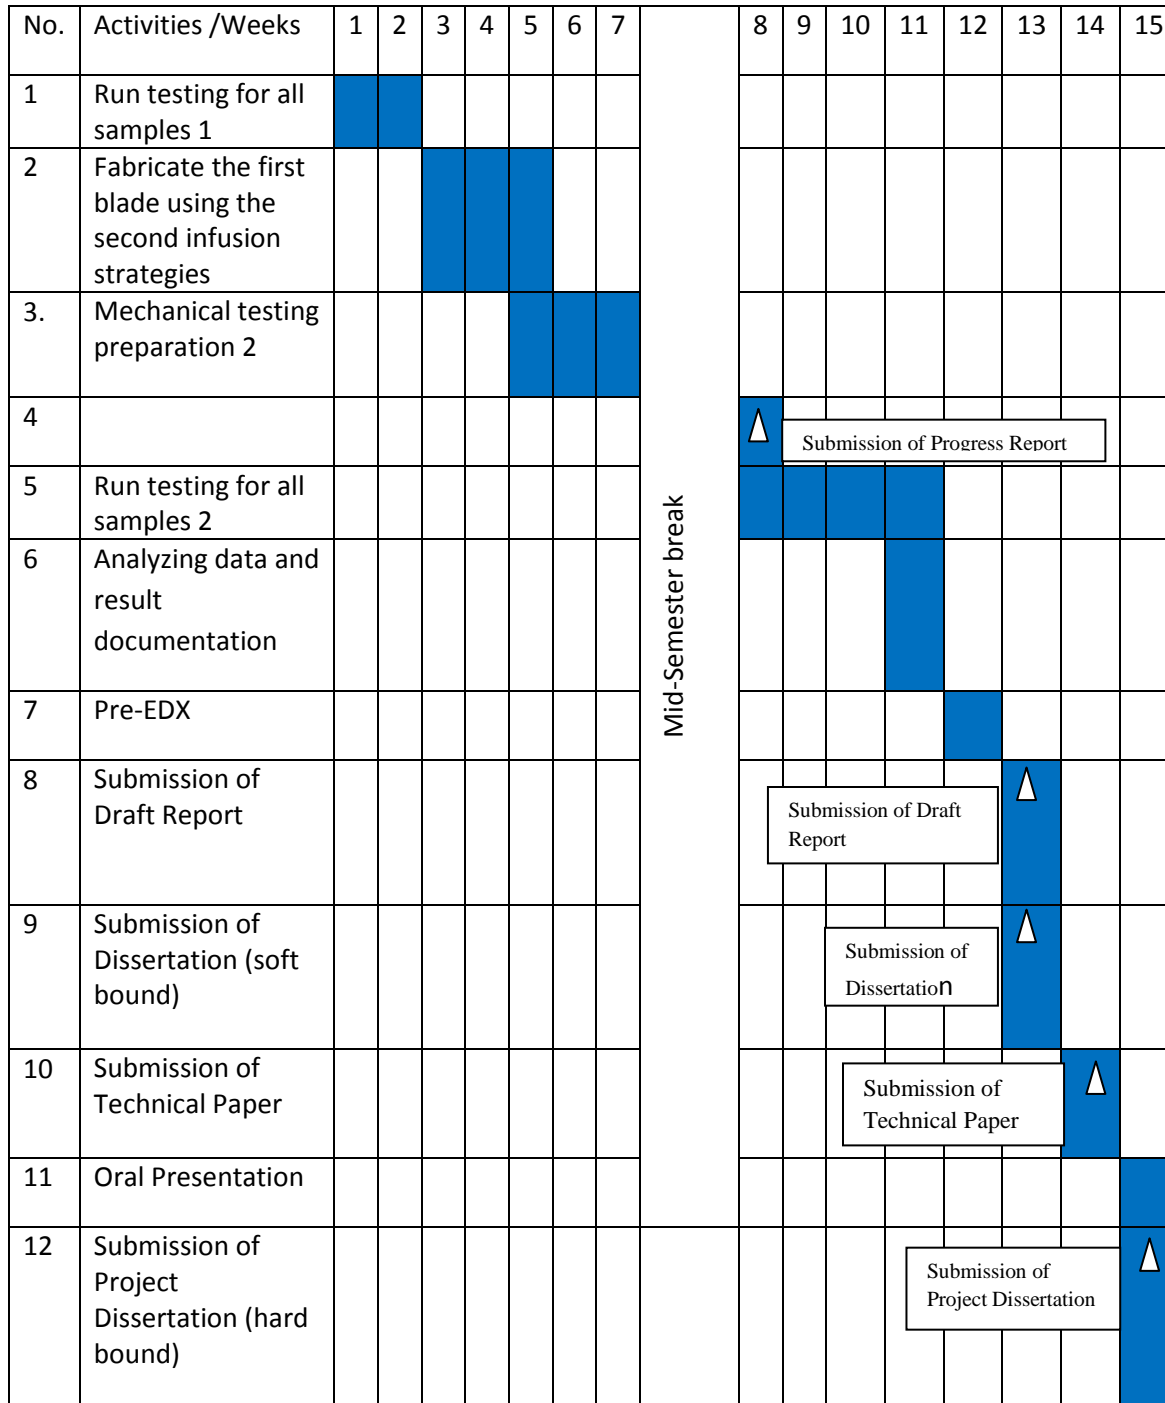 No. Activities /Weeks 1 2 3 4 5 6 7 8 9 10 11 12 13 14 15
1 Run testing for all
samples 1
2 Fabricate the first
blade using the
second infusion
strategies
3. Mechanical testing
preparation 2
Mid-Semester break
4
Submission of Progress Report
5 Run testing for all
samples 2
6 Analyzing data and
result
documentation
7 Pre-EDX
8 Submission of
Draft Report
Submission of Draft
Report
9 Submission of
Dissertation (soft
bound)
Submission of
Dissertation
10 Submission of
Technical Paper
Submission of
Technical Paper
11 Oral Presentation
12 Submission of
Project
Dissertation (hard
bound)
Submission of
Project Dissertation